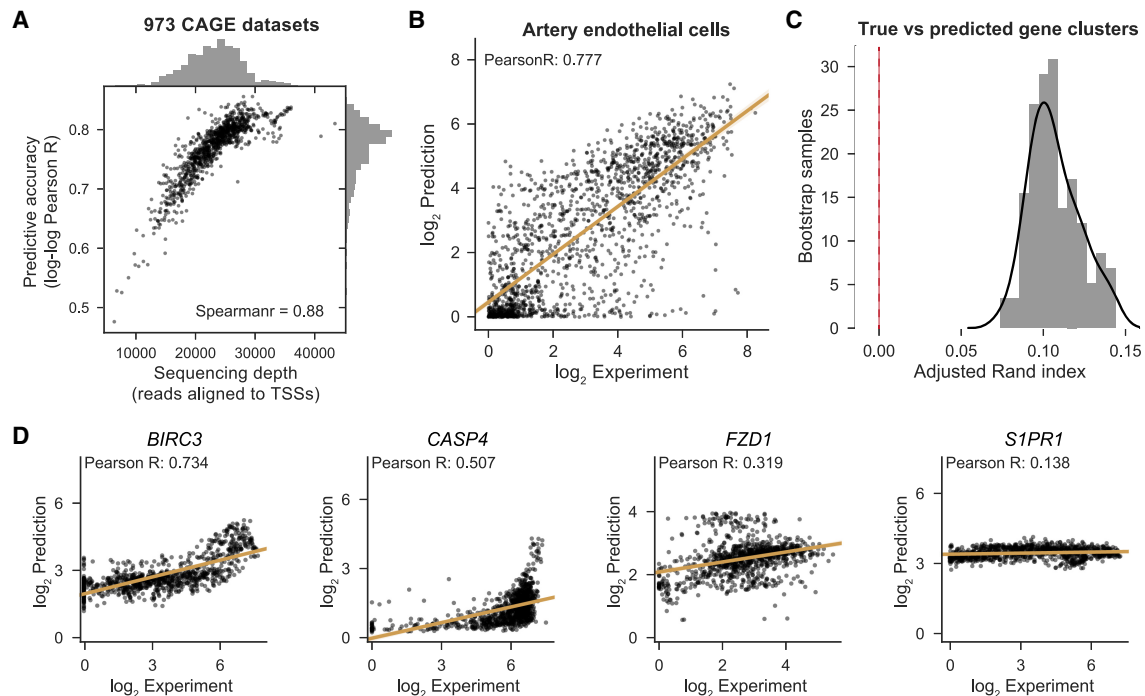 A
973 CAGE datasets
Predictive accuracy
(log-log Pearson R)
0.8
0.7
0.6
0.5
Spearmanr = 0.88
10000 20000 30000 40000
Sequencing depth
(reads aligned to TSSs)
B
Artery endothelial cells
PearsonR: 0.777
log2 Prediction
8
6
4
2
0
0 2 4 6 8
log2 Experiment
C
True vs predicted gene clusters
Bootstrap samples
30
25
20
15
10
5
0
0.00 0.05 0.10 0.15
Adjusted Rand index
D
BIRC3
Pearson R: 0.734
log2 Prediction
6
3
0
0 3 6
log2 Experiment
CASP4
Pearson R: 0.507
log2 Prediction
6
3
0
0 3 6
log2 Experiment
FZD1
Pearson R: 0.319
log2 Prediction
4
2
0
0 2 4
log2 Experiment
S1PR1
Pearson R: 0.138
log2 Prediction
6
3
0
0 3 6
log2 Experiment